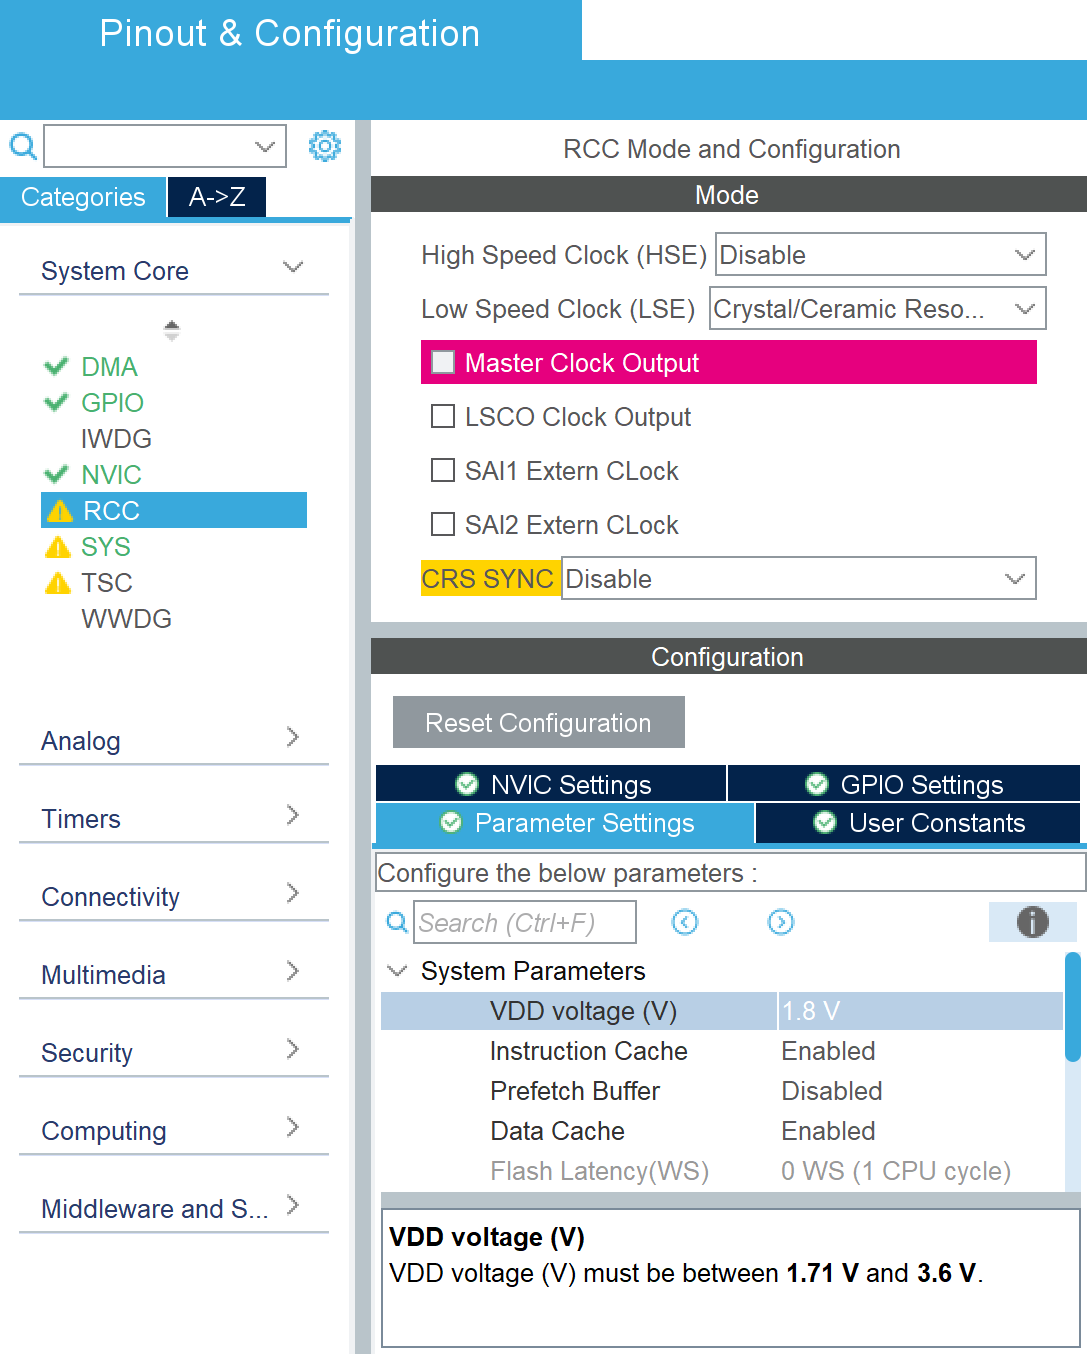 Pinout & Configuration
Categories
A->Z
System Core
DMA
GPIO
IWDG
NVIC
RCC
SYS
TSC
WWDG
Analog
Timers
Connectivity
Multimedia
Security
Computing
Middleware and S...
RCC Mode and Configuration
Mode
High Speed Clock (HSE) Disable
Low Speed Clock (LSE) Crystal/Ceramic Reso...
Master Clock Output
LSCO Clock Output
SAI1 Extern CLock
SAI2 Extern CLock
CRS SYNC Disable
Configuration
Reset Configuration
NVIC Settings
GPIO Settings
Parameter Settings
User Constants
Configure the below parameters :
Search (Ctrl+F)
System Parameters
VDD voltage (V) 1.8 V
Instruction Cache Enabled
Prefetch Buffer Disabled
Data Cache Enabled
Flash Latency(WS) 0 WS (1 CPU cycle)
VDD voltage (V)
VDD voltage (V) must be between 1.71 V and 3.6 V.